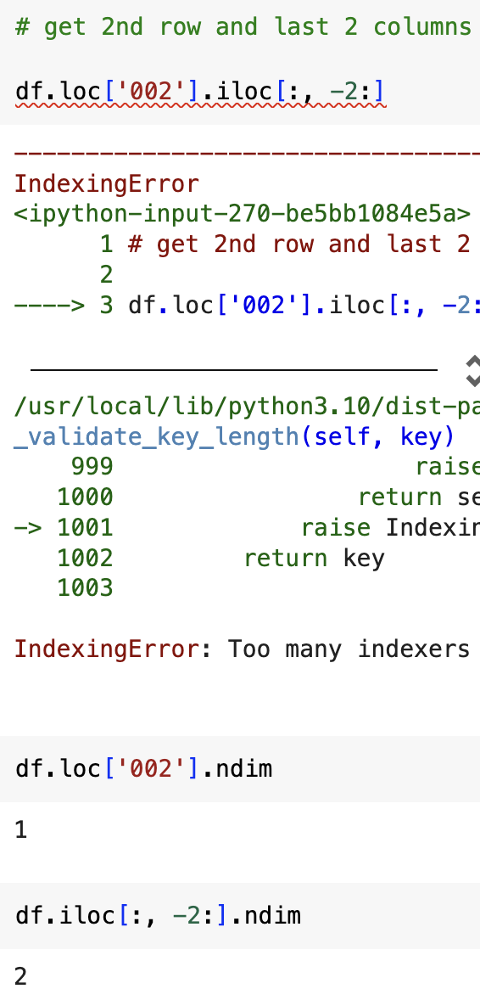 # get 2nd row and last 2 columns
df.loc['002'].iloc[:, -2:]
---------------------------------
IndexingError
<ipython-input-270-be5bb1084e5a>
1 # get 2nd row and last 2
2
----> 3 df.loc['002'].iloc[:, -2:
/usr/local/lib/python3.10/dist-pa
_validate_key_length(self, key)
999 raise
1000 return se
-> 1001 raise Indexin
1002 return key
1003
IndexingError: Too many indexers
df.loc['002'].ndim
1
df.iloc[:, -2:].ndim
2